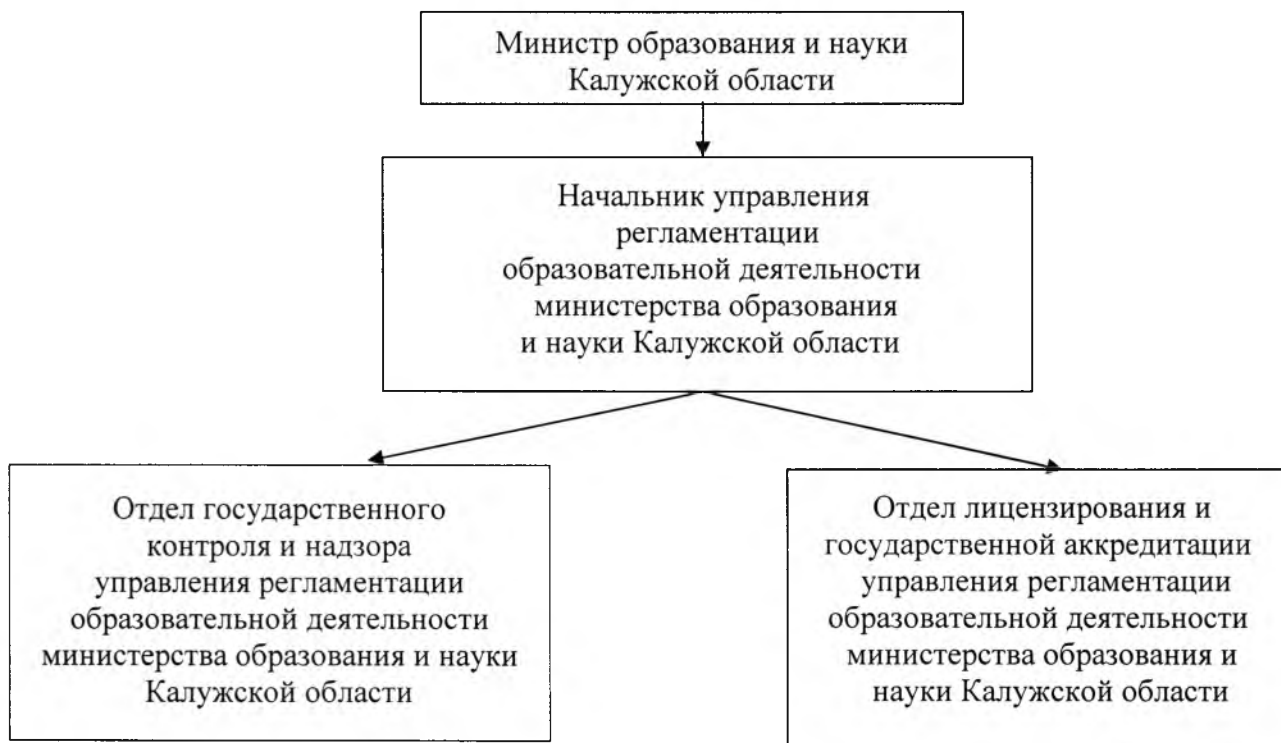 Министр образования и науки
Калужской области
Начальник управления
регламентации
образовательной деятельности
министерства образования
и науки Калужской области
Отдел государственного
контроля и надзора
управления регламентации
образовательной деятельности
министерства образования и науки
Калужской области
Отдел лицензирования и
государственной аккредитации
управления регламентации
образовательной деятельности
министерства образования и
науки Калужской области